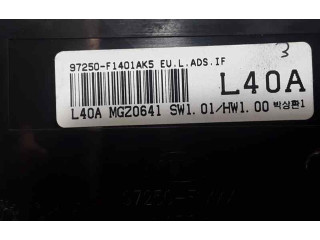 3
97250-F1401AK5 EU.L.ADS.IF
L40A
L40A MGZ0641 SW1.01/HW1.00 박상환1